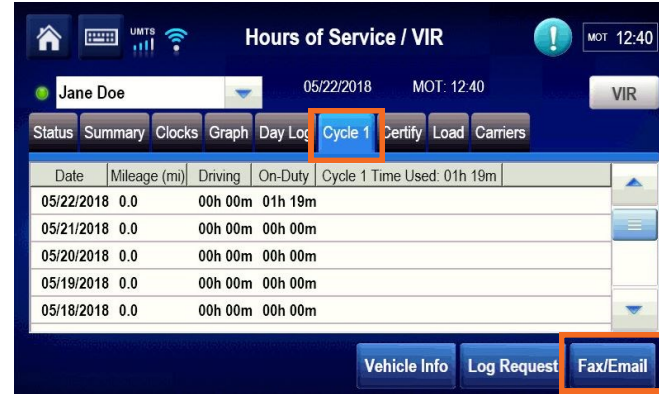 UMTS Hours of Service / VIR MOT 12:40
Jane Doe 05/22/2018 MOT: 12:40 VIR
Status Summary Clocks Graph Day Log Cycle 1 Certify Load Carriers
Date Mileage (mi) Driving On-Duty Cycle 1 Time Used: 01h 19m
05/22/2018 0.0 00h 00m 01h 19m
05/21/2018 0.0 00h 00m 00h 00m
05/20/2018 0.0 00h 00m 00h 00m
05/19/2018 0.0 00h 00m 00h 00m
05/18/2018 0.0 00h 00m 00h 00m
Vehicle Info Log Request Fax/Email